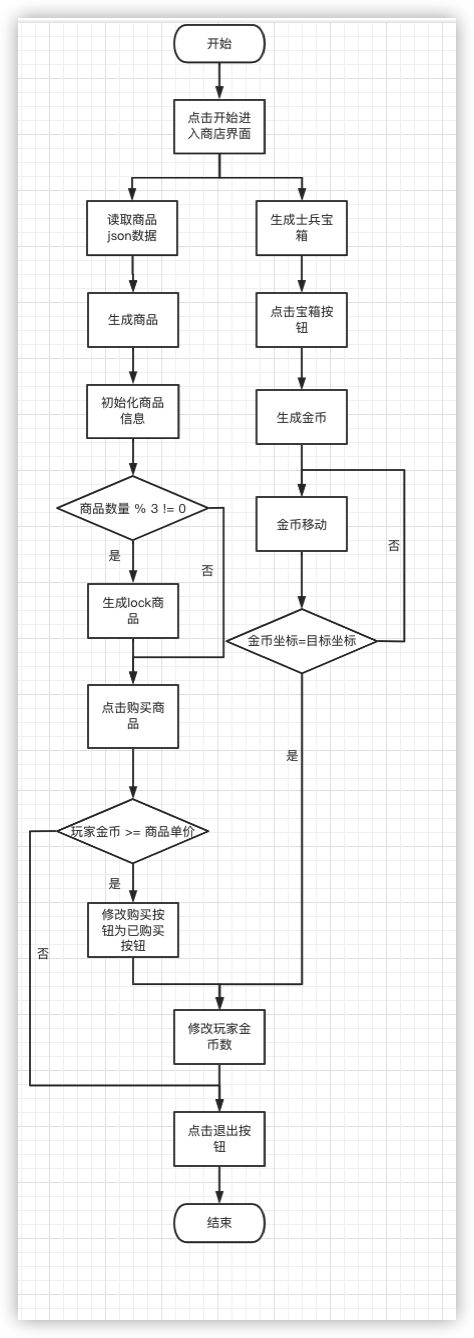 开始
点击开始进
入商店界面
读取商品
json数据
生成士兵宝
箱
生成商品
点击宝箱按
钮
初始化商品
信息
生成金币
商品数量 % 3 != 0
金币移动
是
否
否
生成lock商
品
金币坐标=目标坐标
点击购买商
品
是
玩家金币 >= 商品单价
是
修改购买按
钮为已购买
按钮
否
修改玩家金
币数
点击退出按
钮
结束